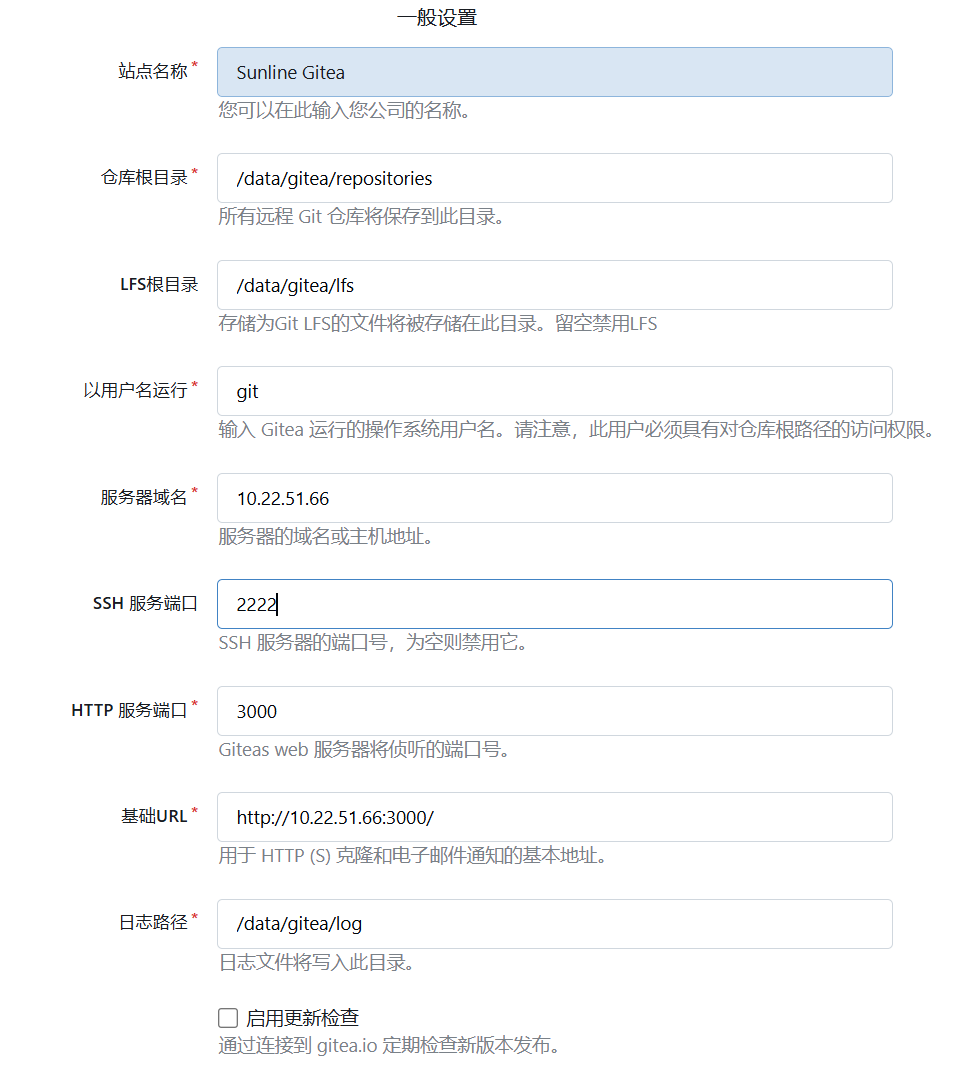 一般设置
站点名称*
Sunline Gitea
您可以在此输入您公司的名称。
仓库根目录*
/data/gitea/repositories
所有远程 Git 仓库将保存到此目录。
LFS根目录
/data/gitea/lfs
存储为Git LFS的文件将被存储在此目录。留空禁用LFS
以用户名运行*
git
输入 Gitea 运行的操作系统用户名。请注意，此用户必须具有对仓库根路径的访问权限。
服务器域名*
10.22.51.66
服务器的域名或主机地址。
SSH 服务端口
2222
SSH 服务器的端口号，为空则禁用它。
HTTP 服务端口*
3000
Giteas web 服务器将侦听的端口号。
基础URL*
http://10.22.51.66:3000/
用于 HTTP (S) 克隆和电子邮件通知的基本地址。
日志路径*
/data/gitea/log
日志文件将写入此目录。
启用更新检查
通过连接到 gitea.io 定期检查新版本发布。